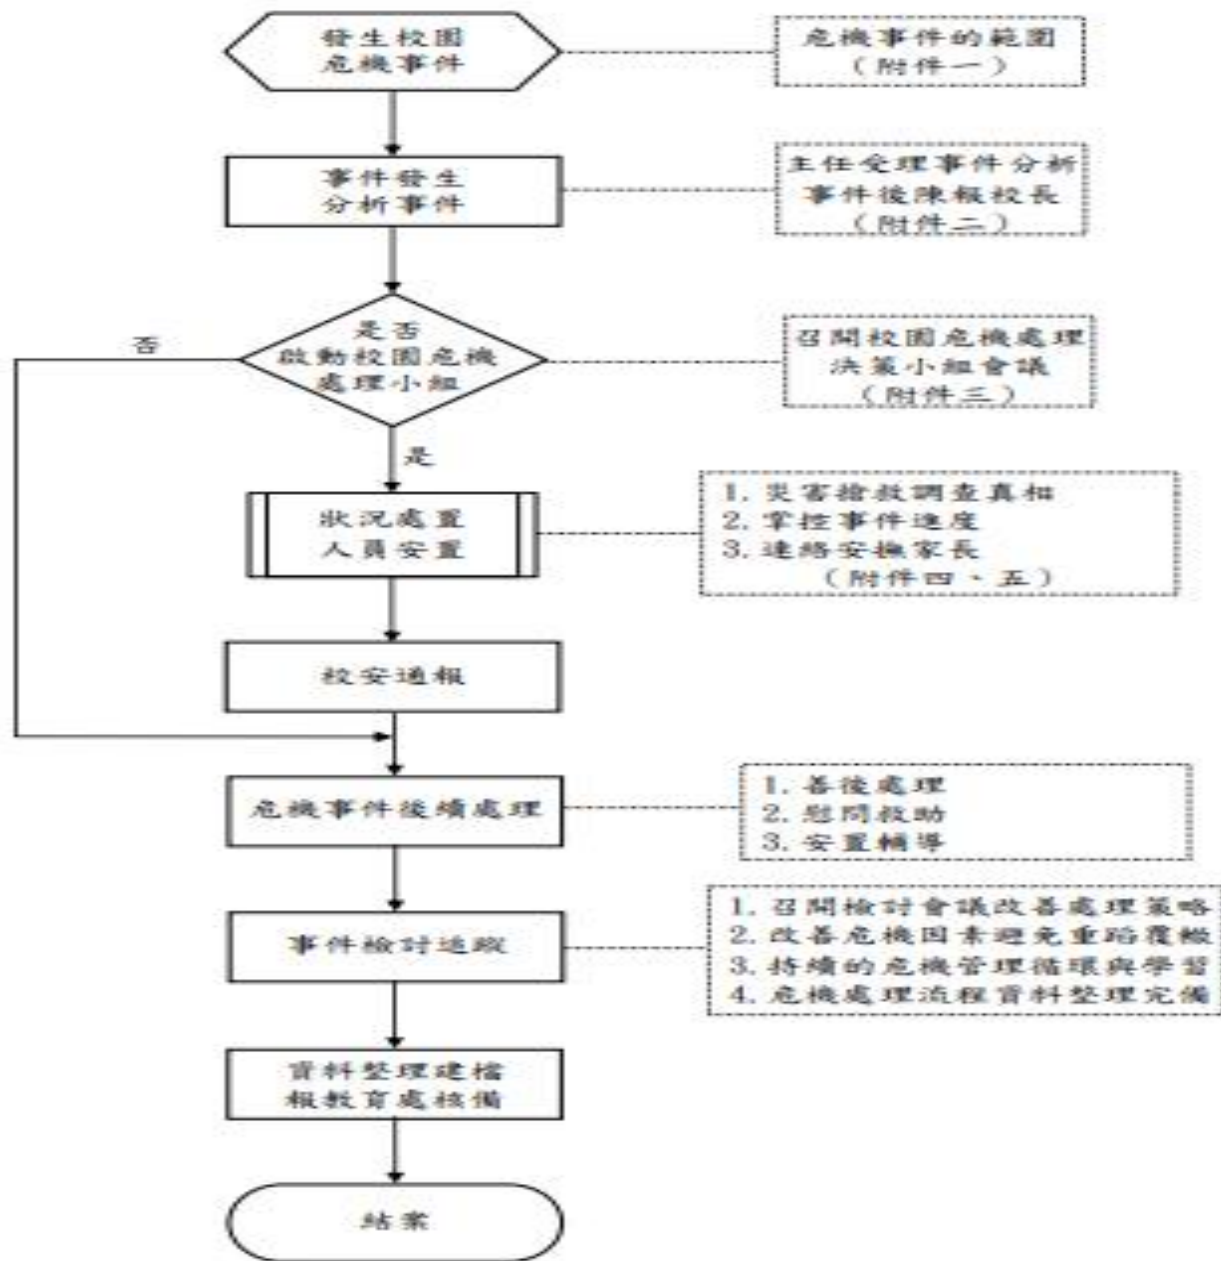 發生校園
危機事件
危機事件的範圍
（附件一）
事件發生
分析事件
主任受理事件分析
事件後陳報校長
（附件二）
是否
啟動校園危機
處理小組
否
召開校園危機處理
決策小組會議
（附件三）
是
狀況處置
人員安置
1. 災害搶救調查真相
2. 掌控事件進度
3. 連絡安撫家長
（附件四、五）
校安通報
危機事件後續處理
1. 善後處理
2. 慰問救助
3. 安置輔導
事件檢討追蹤
1. 召開檢討會議改善處理策略
2. 改善危機因素避免重蹈覆轍
3. 持續的危機管理循環與學習
4. 危機處理流程資料整理完備
資料整理建檔
報教育處核備
結案